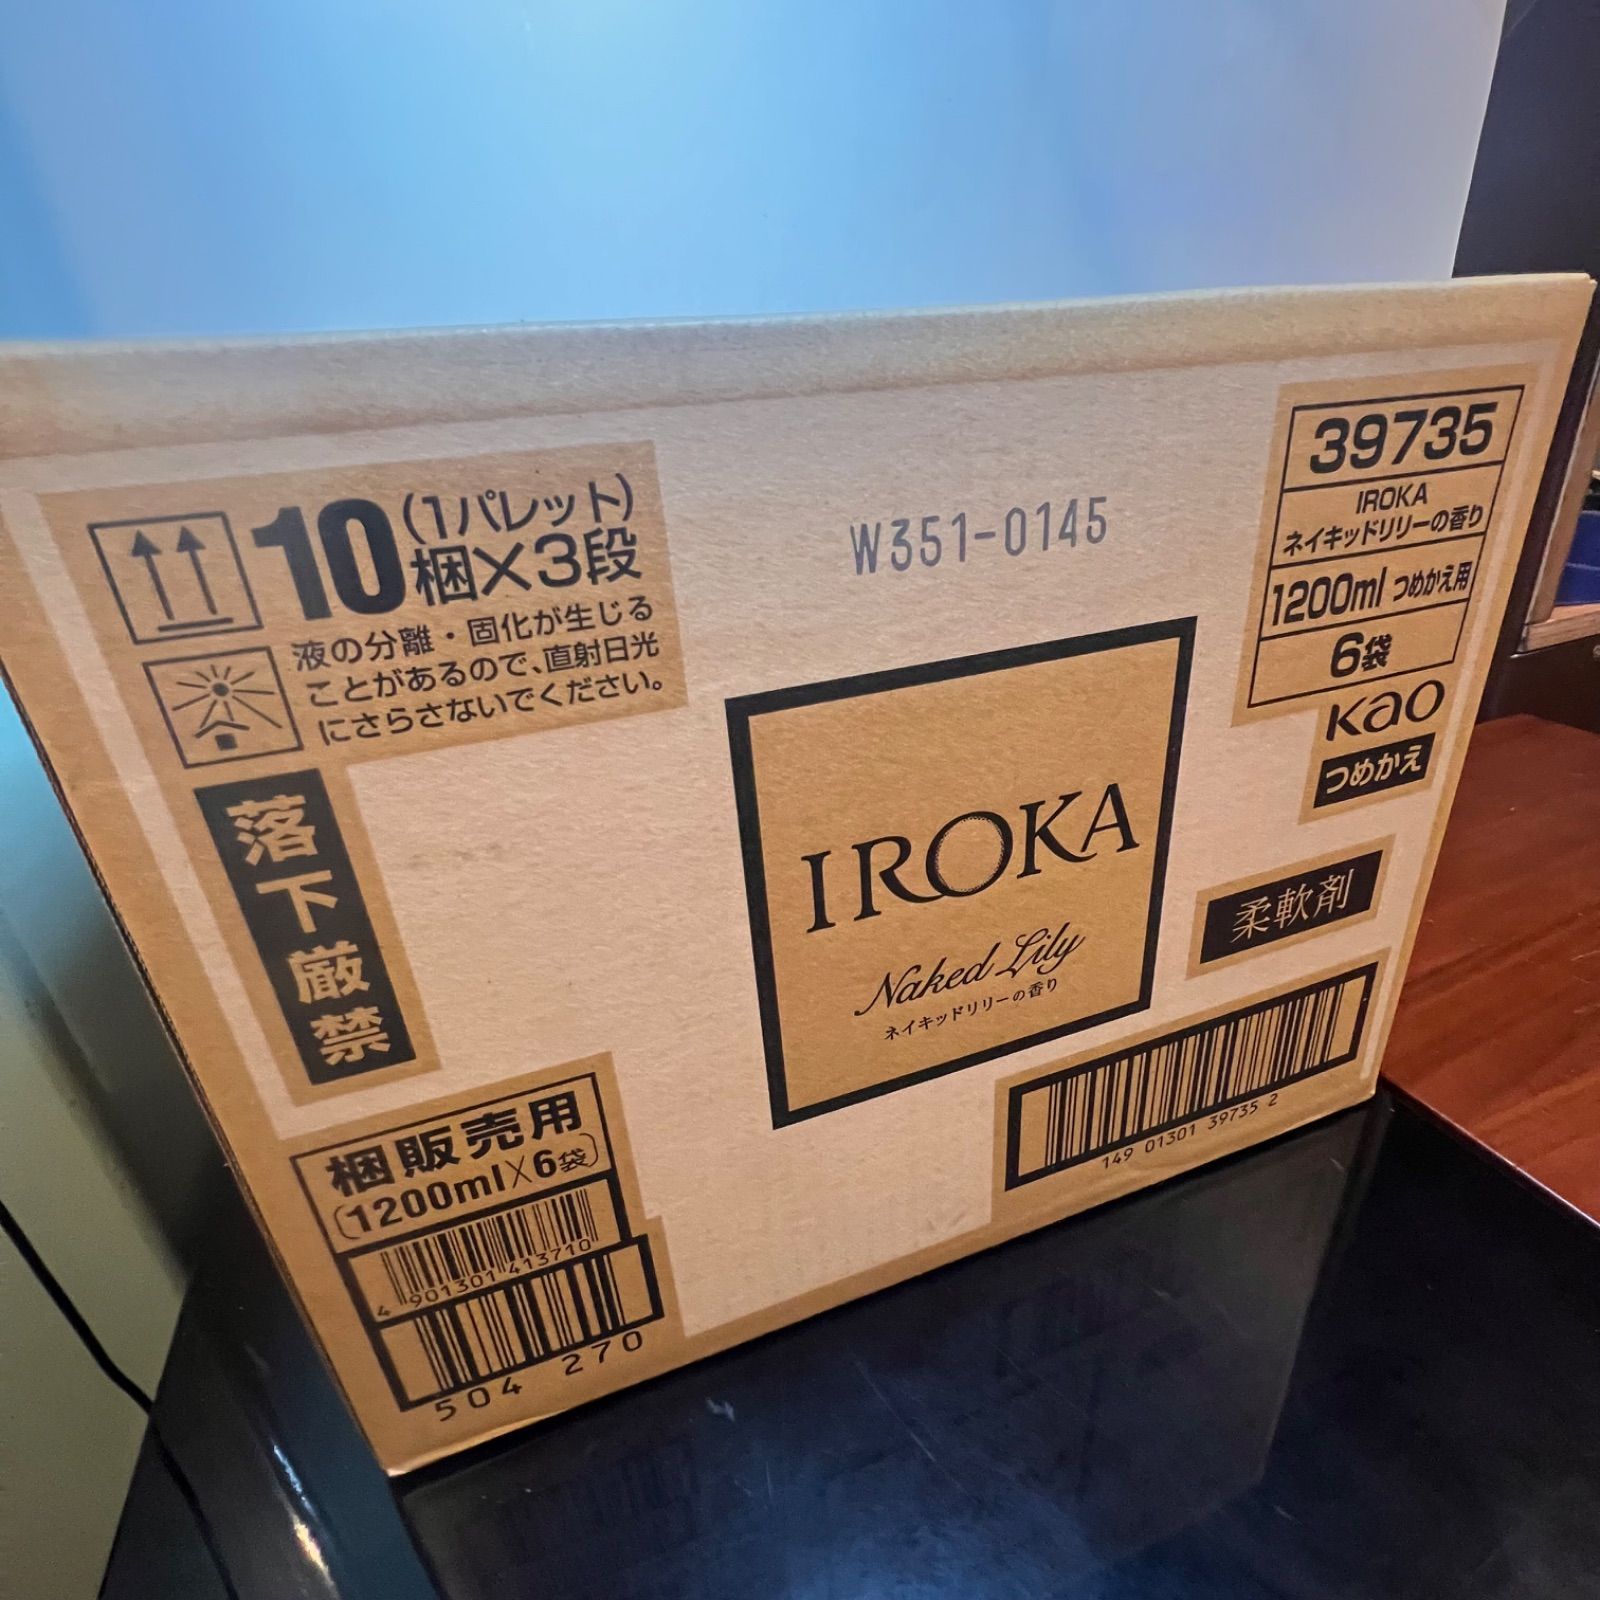 10 (1パレット)
梱×3段
液の分離・固化が生じる
ことがあるので、直射日光
にさらさないでください。
落下厳禁
梱販売用
(1200ml×6袋)
4 901301 413710
504 270
W351-0145
IROKA
Naked Lily
ネイキッドリリーの香り
39735
IROKA
ネイキッドリリーの香り
1200ml つめかえ用
6袋
kao
つめかえ
柔軟剤
149 01301 39735 2